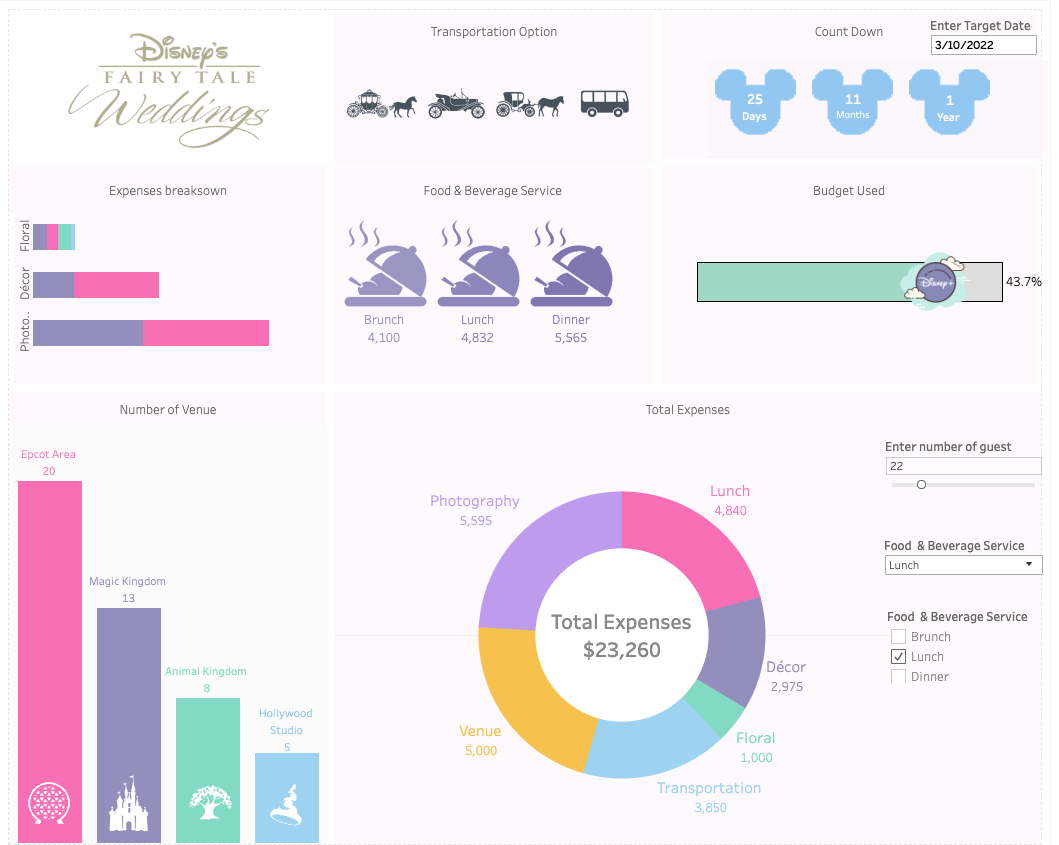 Disney's
FAIRY TALE
Weddings
Transportation Option
Count Down
Enter Target Date
3/10/2022
25
Days
11
Months
1
Year
Expenses breaksown
Floral
Décor
Photo..
Food & Beverage Service
Brunch
4,100
Lunch
4,832
Dinner
5,565
Budget Used
Disney+
43.7%
Number of Venue
Epcot Area
20
Magic Kingdom
13
Animal Kingdom
8
Hollywood
Studio
5
Total Expenses
Photography
5,595
Lunch
4,840
Total Expenses
$23,260
Décor
2,975
Venue
5,000
Floral
1,000
Transportation
3,850
Enter number of guest
22
Food & Beverage Service
Lunch
Food & Beverage Service
Brunch
Lunch
Dinner